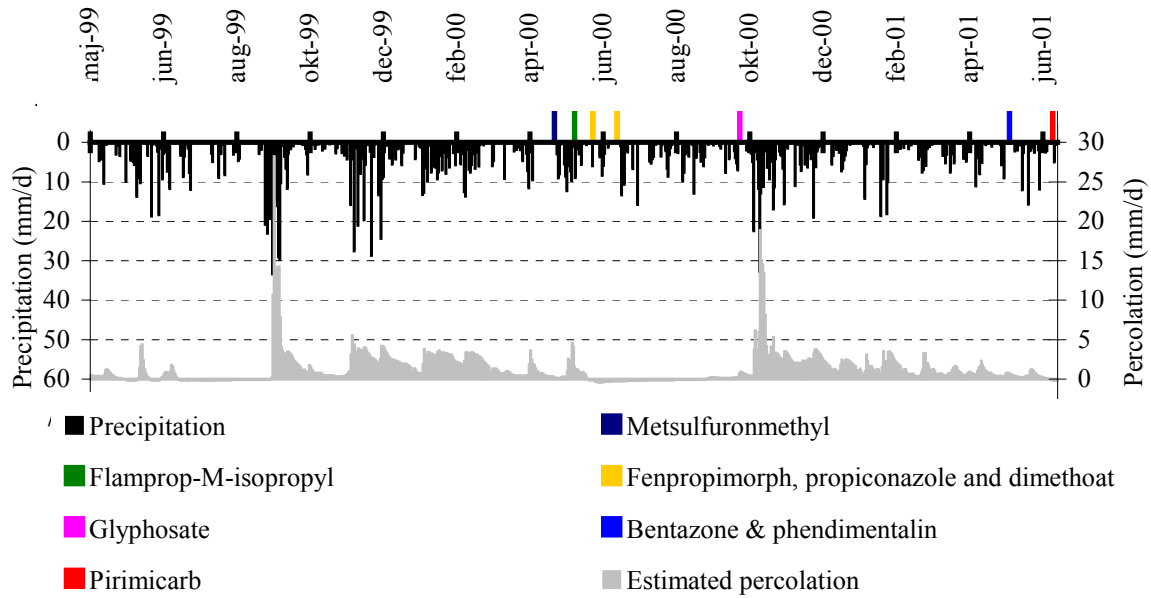 maj-99 jun-99 aug-99 okt-99 dec-99 feb-00 apr-00 jun-00 aug-00 okt-00 dec-00 feb-01 apr-01 jun-01
Precipitation (mm/d)
0
10
20
30
40
50
60
30
25
20
15
10
5
0
Percolation (mm/d)
Precipitation Metsulfuronmethyl
Flamprop-M-isopropyl Fenpropimorph, propiconazole and dimethoat
Glyphosate Bentazone & phendimentalin
Pirimicarb Estimated percolation